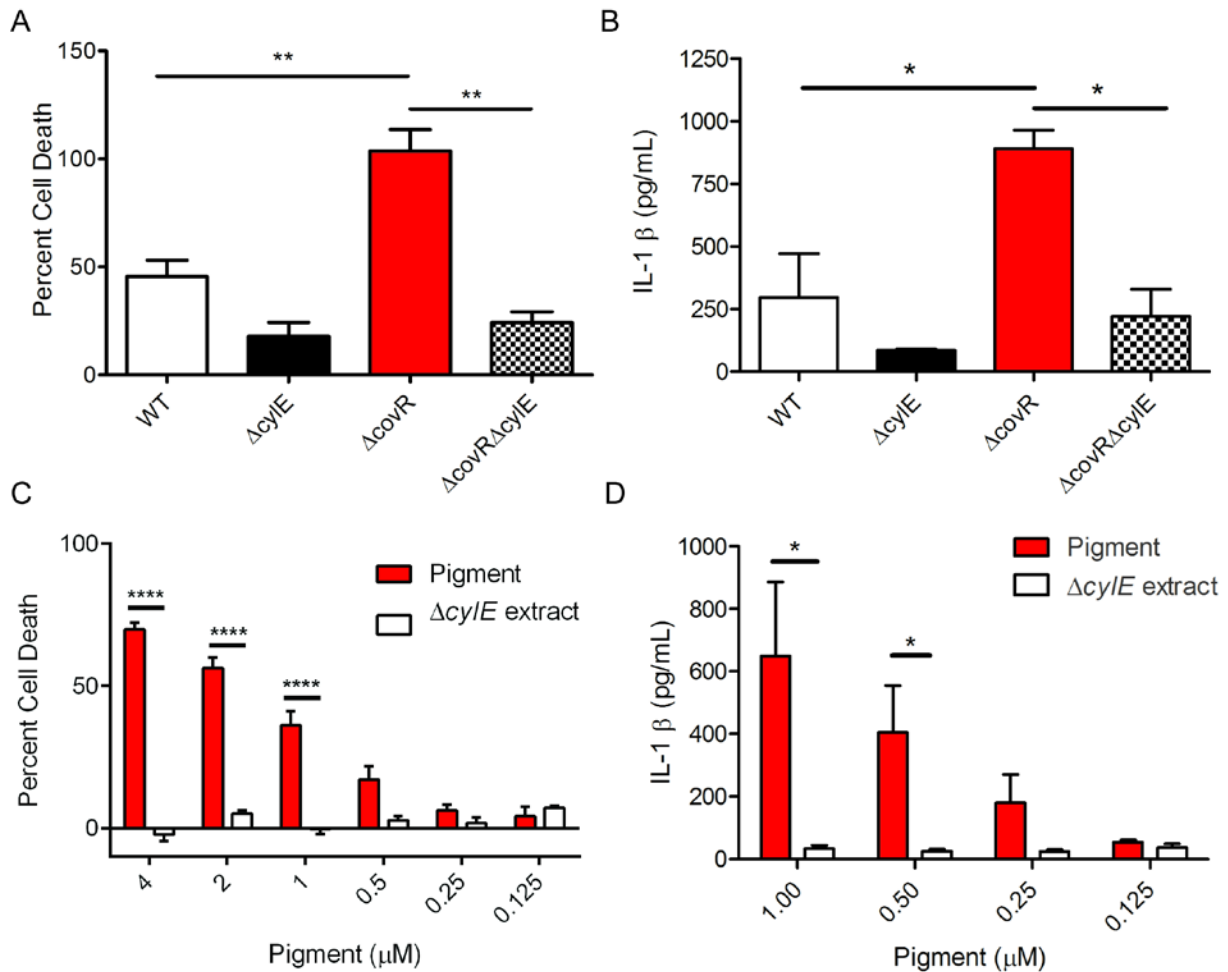 A
Percent Cell Death
150
100
50
0
**
**
WT
ΔcylE
ΔcovR
ΔcovRΔcylE
B
IL-1 β (pg/mL)
1250
1000
750
500
250
0
*
*
WT
ΔcylE
ΔcovR
ΔcovRΔcylE
C
Percent Cell Death
100
50
0
****
****
****
Pigment
ΔcylE extract
4
2
1
0.5
0.25
0.125
Pigment (μM)
D
IL-1 β (pg/mL)
1000
800
600
400
200
0
*
*
Pigment
ΔcylE extract
1.00
0.50
0.25
0.125
Pigment (μM)